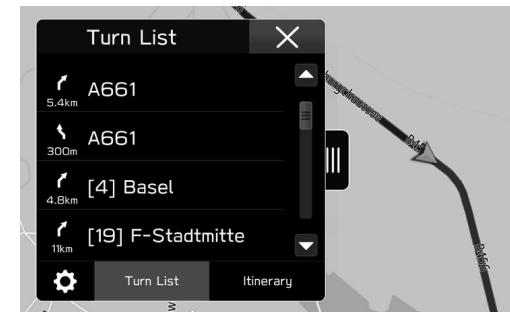 Turn List
A661
5.4km
A661
300m
[4] Basel
4.8km
[19] F-Stadtmitte
11km
Turn List
Itinerary
W